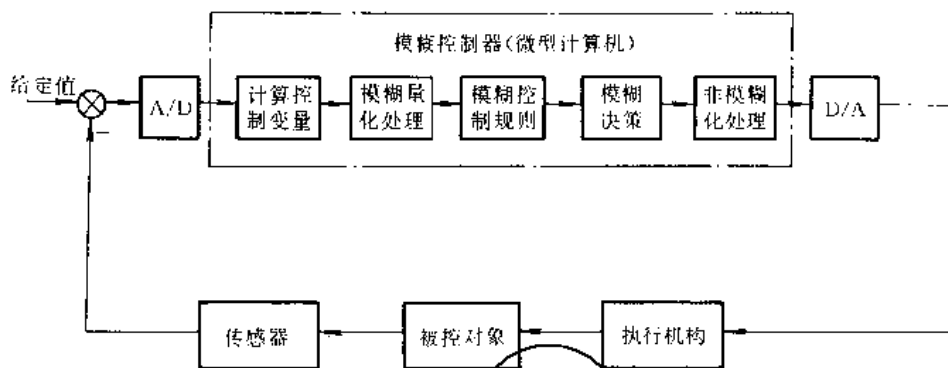 模糊控制器(微型计算机)
给定值
A/D
计算控
制变量
模糊量
化处理
模糊控
制规则
模糊
决策
非模糊
化处理
D/A
传感器
被控对象
执行机构